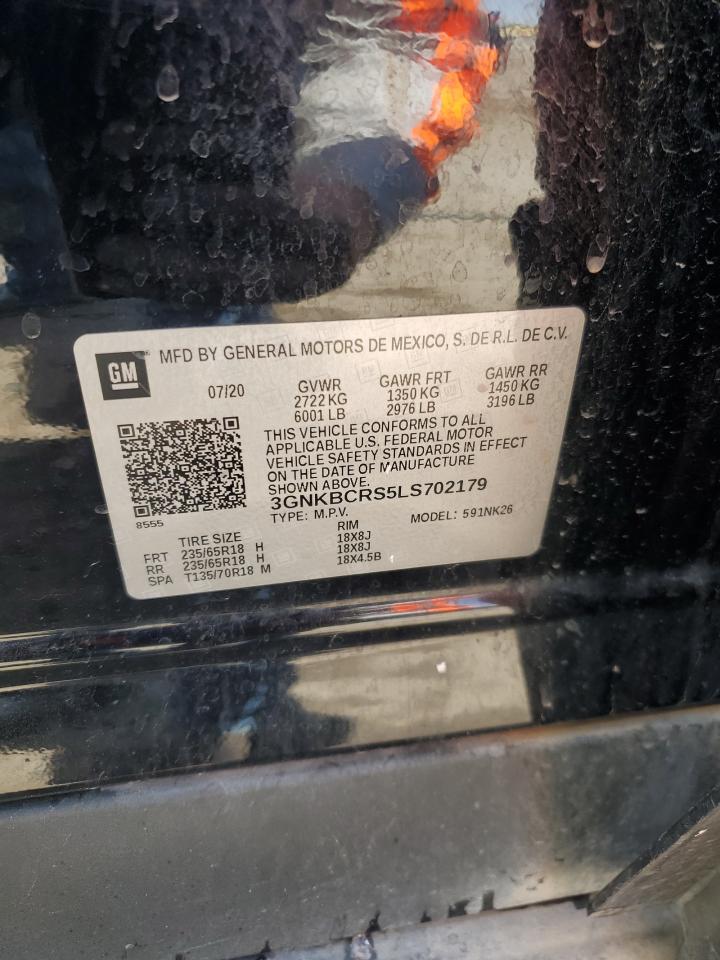 GM
MFD BY GENERAL MOTORS DE MEXICO, S. DE R.L. DE C.V.
07/20 GVWR GAWR FRT GAWR RR
2722 KG 1350 KG 1450 KG
6001 LB 2976 LB 3196 LB
THIS VEHICLE CONFORMS TO ALL
APPLICABLE U.S. FEDERAL MOTOR
VEHICLE SAFETY STANDARDS IN EFFECT
ON THE DATE OF MANUFACTURE
SHOWN ABOVE.
3GNKBCRS5LS702179
8555
TYPE: M.P.V. MODEL: 591NK26
TIRE SIZE RIM
FRT 235/65R18 H 18X8J
RR 235/65R18 H 18X8J
SPA T135/70R18 M 18X4.5B